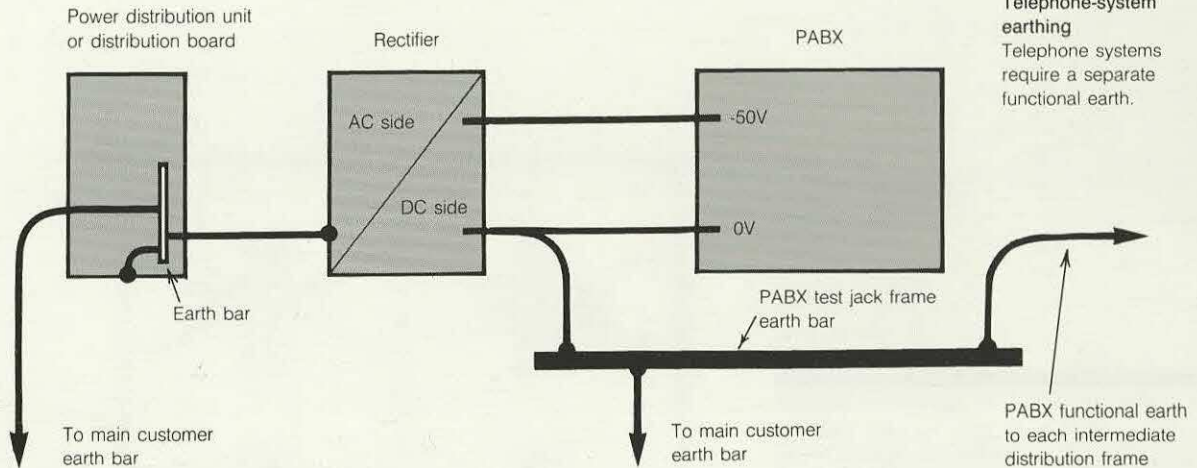 Power distribution unit
or distribution board
Rectifier
PABX
Telephone-system
earthing
Telephone systems
require a separate
functional earth.
AC side
-50V
DC side
0V
Earth bar
PABX test jack frame
earth bar
To main customer
earth bar
To main customer
earth bar
PABX functional earth
to each intermediate
distribution frame